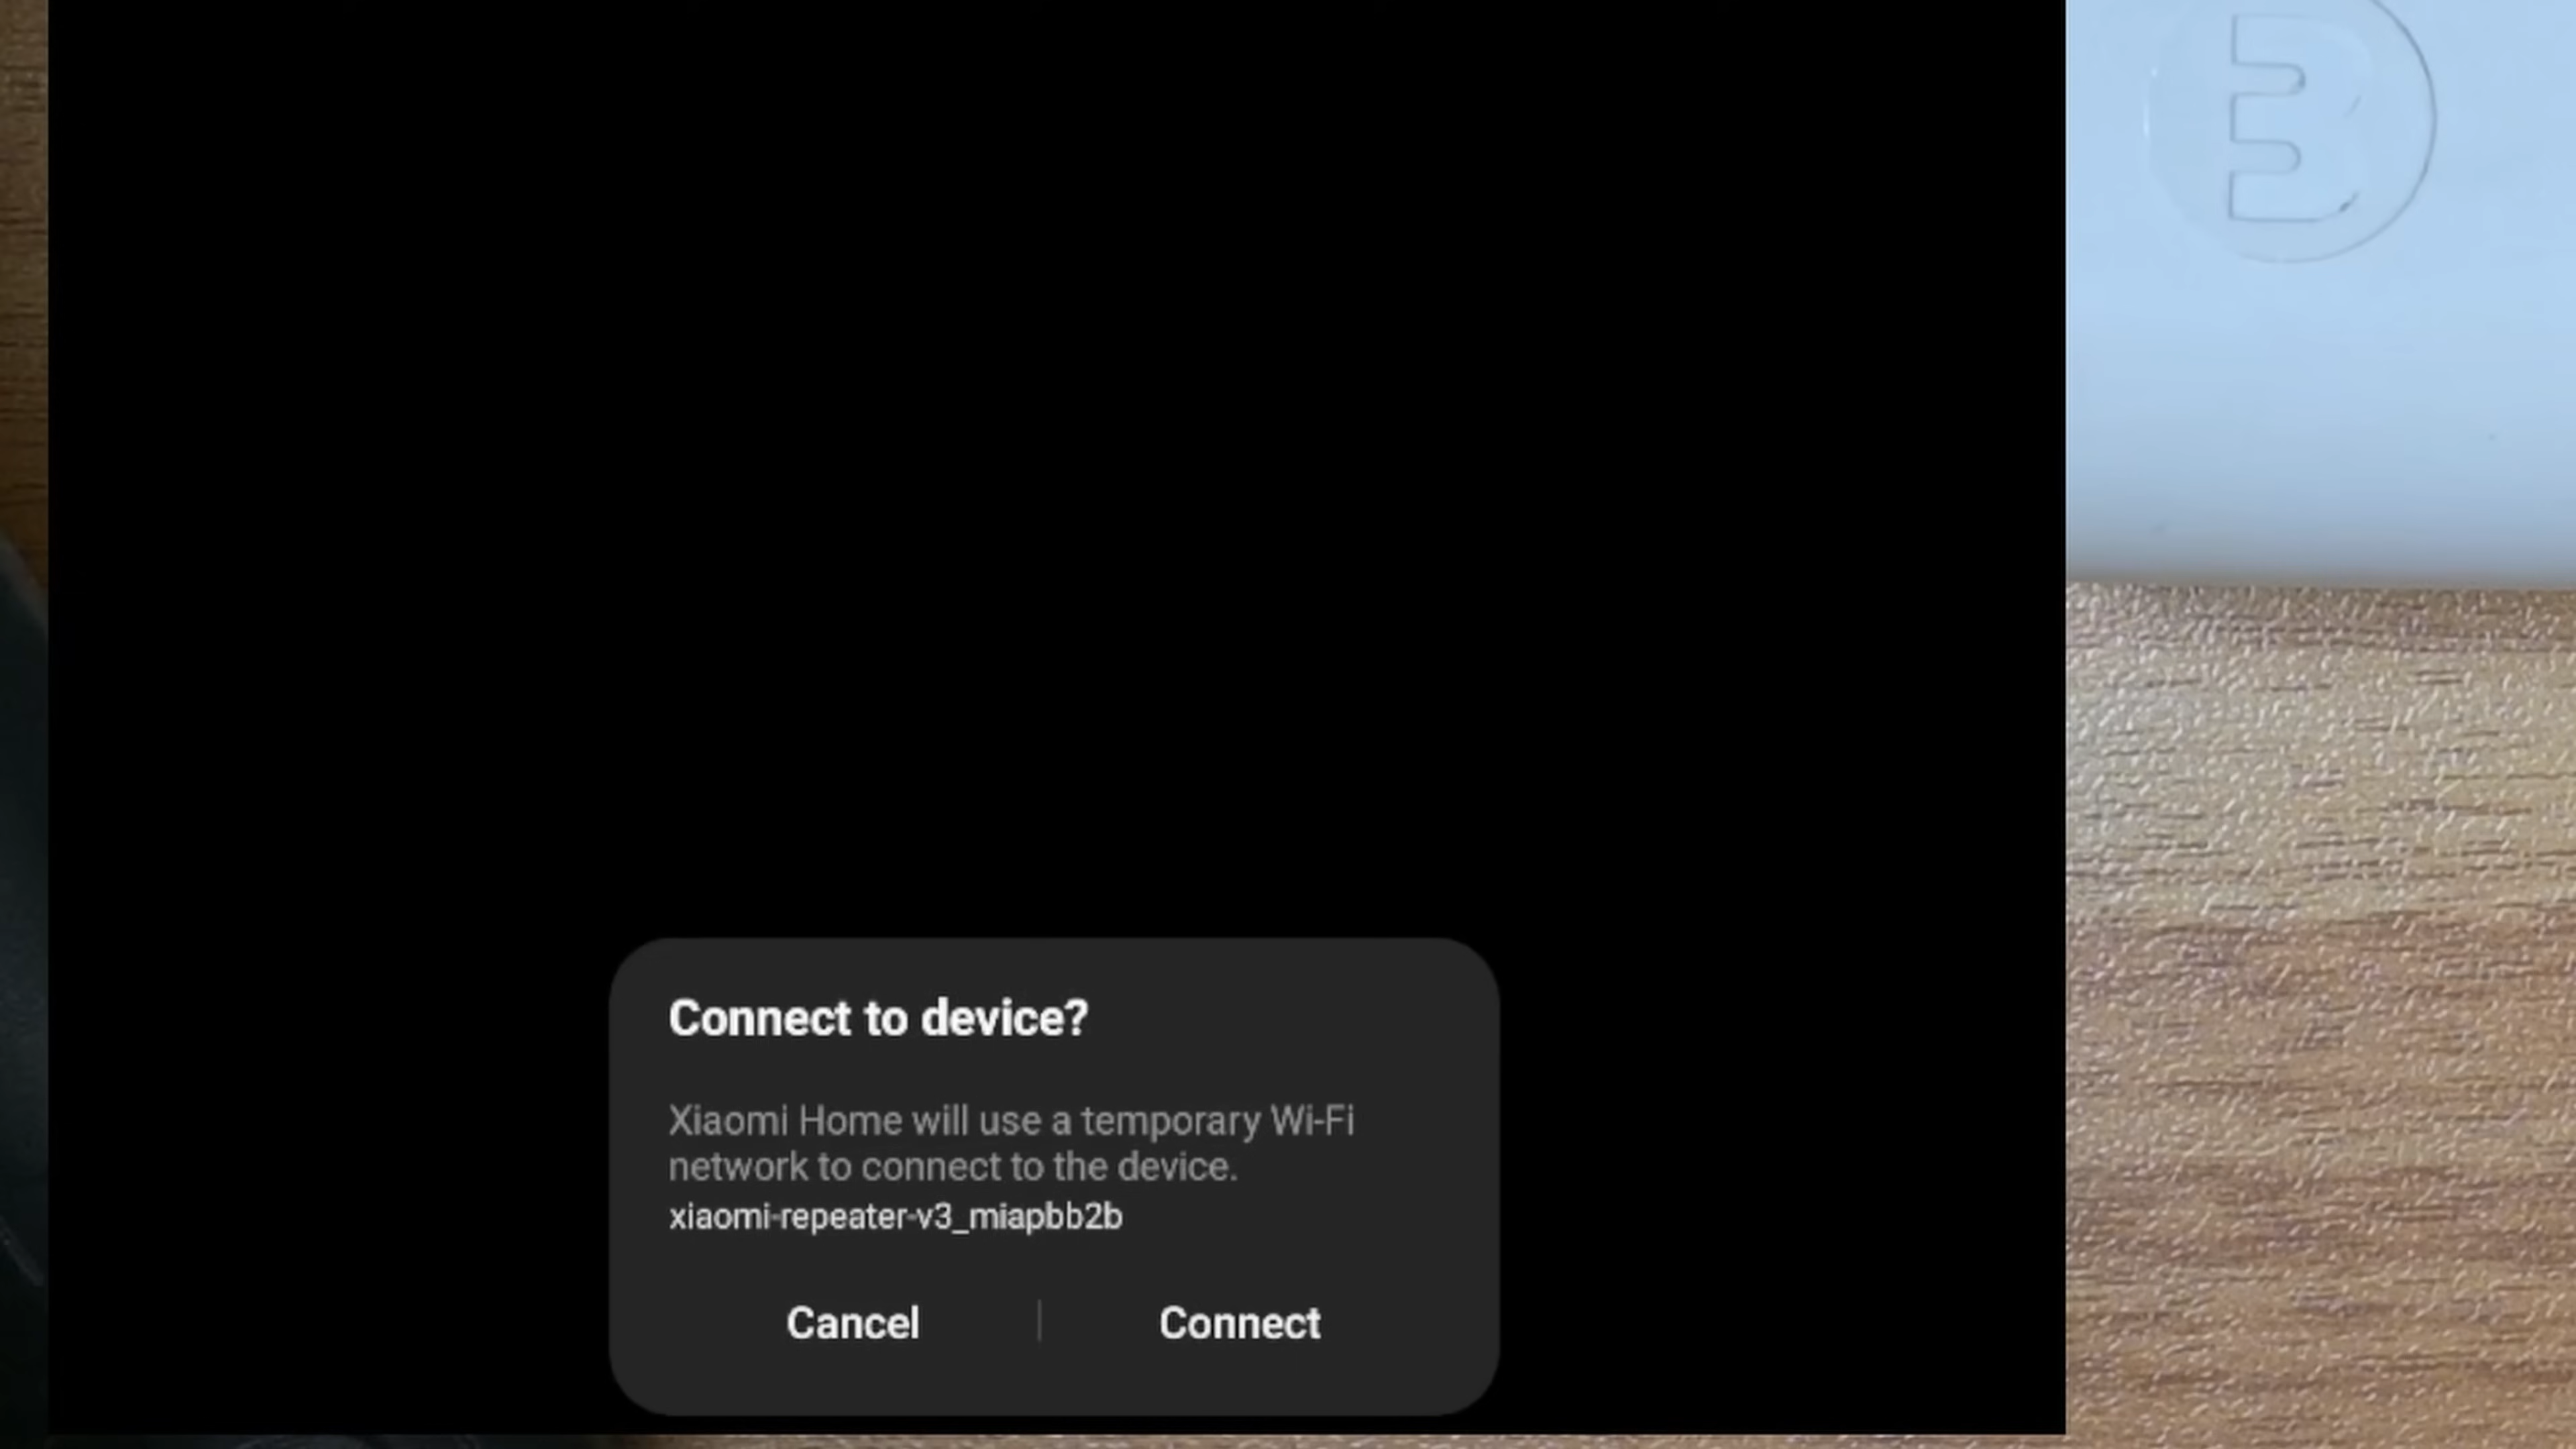 Connect to device?
Xiaomi Home will use a temporary Wi-Fi
network to connect to the device.
xiaomi-repeater-v3_miapbb2b
Cancel
Connect